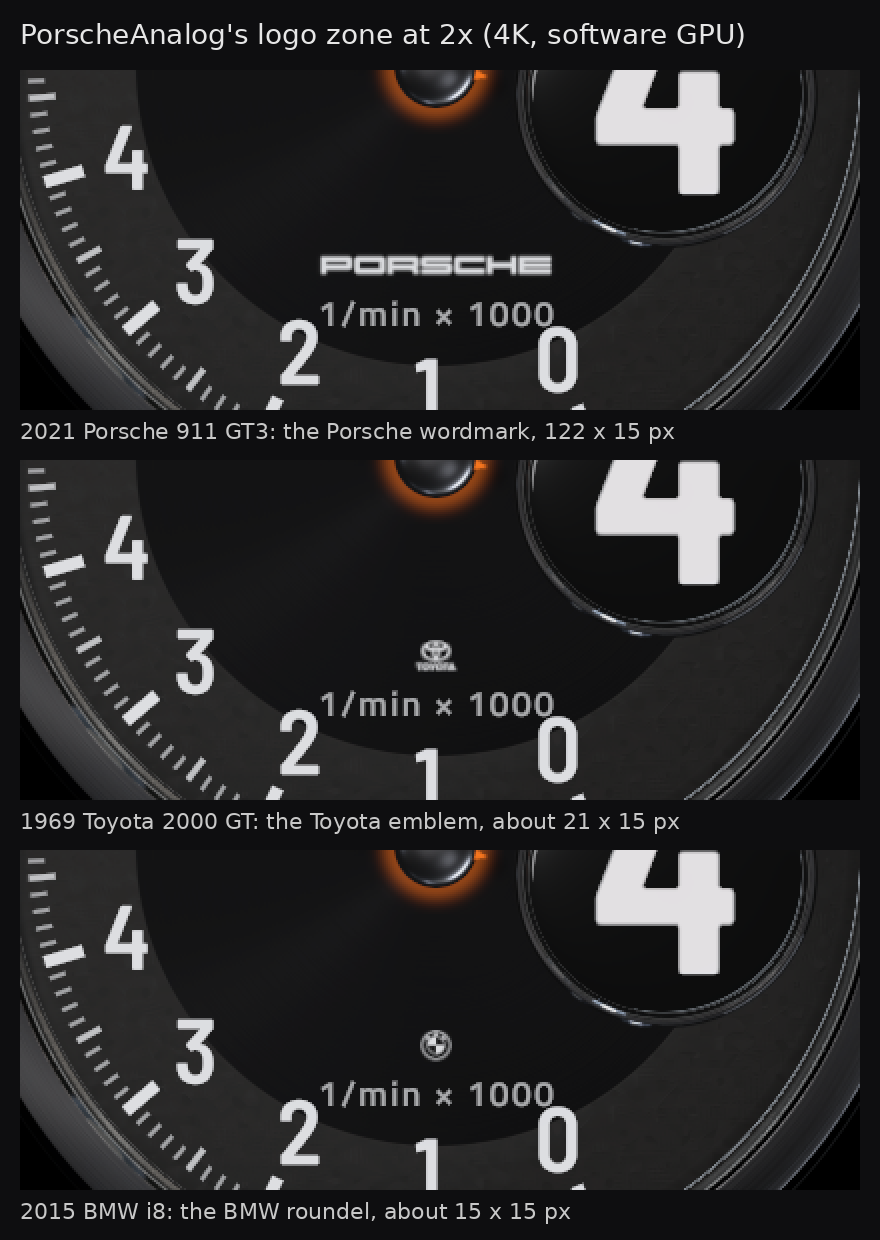 PorscheAnalog's logo zone at 2x (4K, software GPU)
4
4
3
PORSCHE
1/min × 1000
2
0
1
2021 Porsche 911 GT3: the Porsche wordmark, 122 x 15 px
4
4
3
TOYOTA
1/min × 1000
2
0
1
1969 Toyota 2000 GT: the Toyota emblem, about 21 x 15 px
4
4
3
1/min × 1000
2
0
1
2015 BMW i8: the BMW roundel, about 15 x 15 px